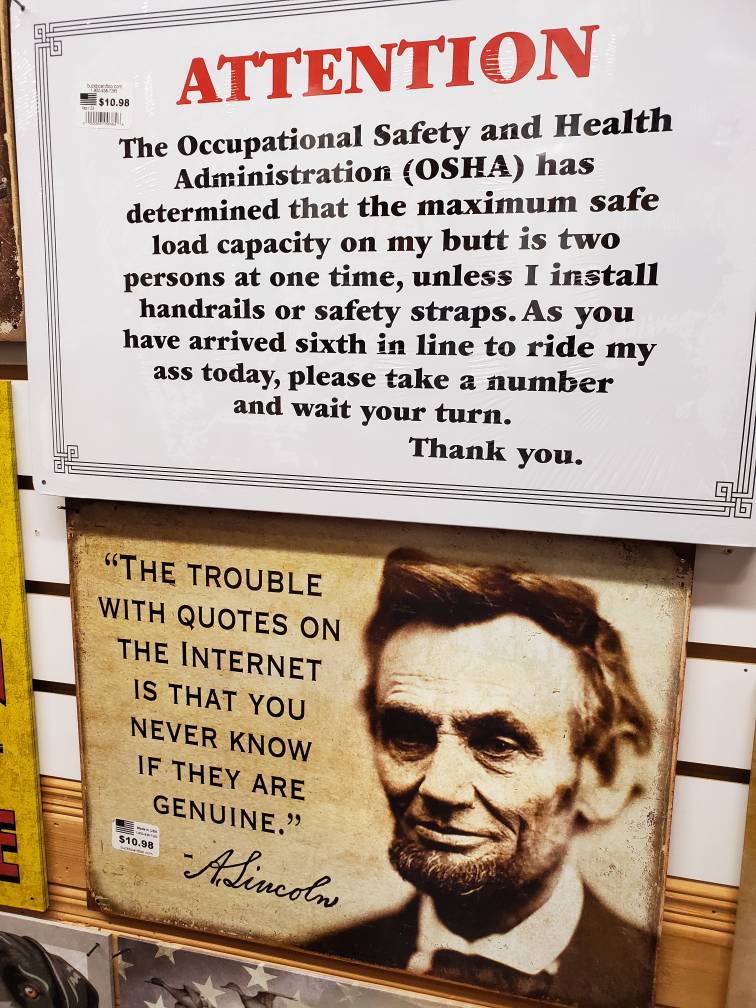 ATTENTION
$10.98
The Occupational Safety and Health
Administration (OSHA) has
determined that the maximum safe
load capacity on my butt is two
persons at one time, unless I install
handrails or safety straps. As you
have arrived sixth in line to ride my
ass today, please take a number
and wait your turn.
Thank you.
“THE TROUBLE
WITH QUOTES ON
THE INTERNET
IS THAT YOU
NEVER KNOW
IF THEY ARE
GENUINE.”
$10.98
- A. Lincoln